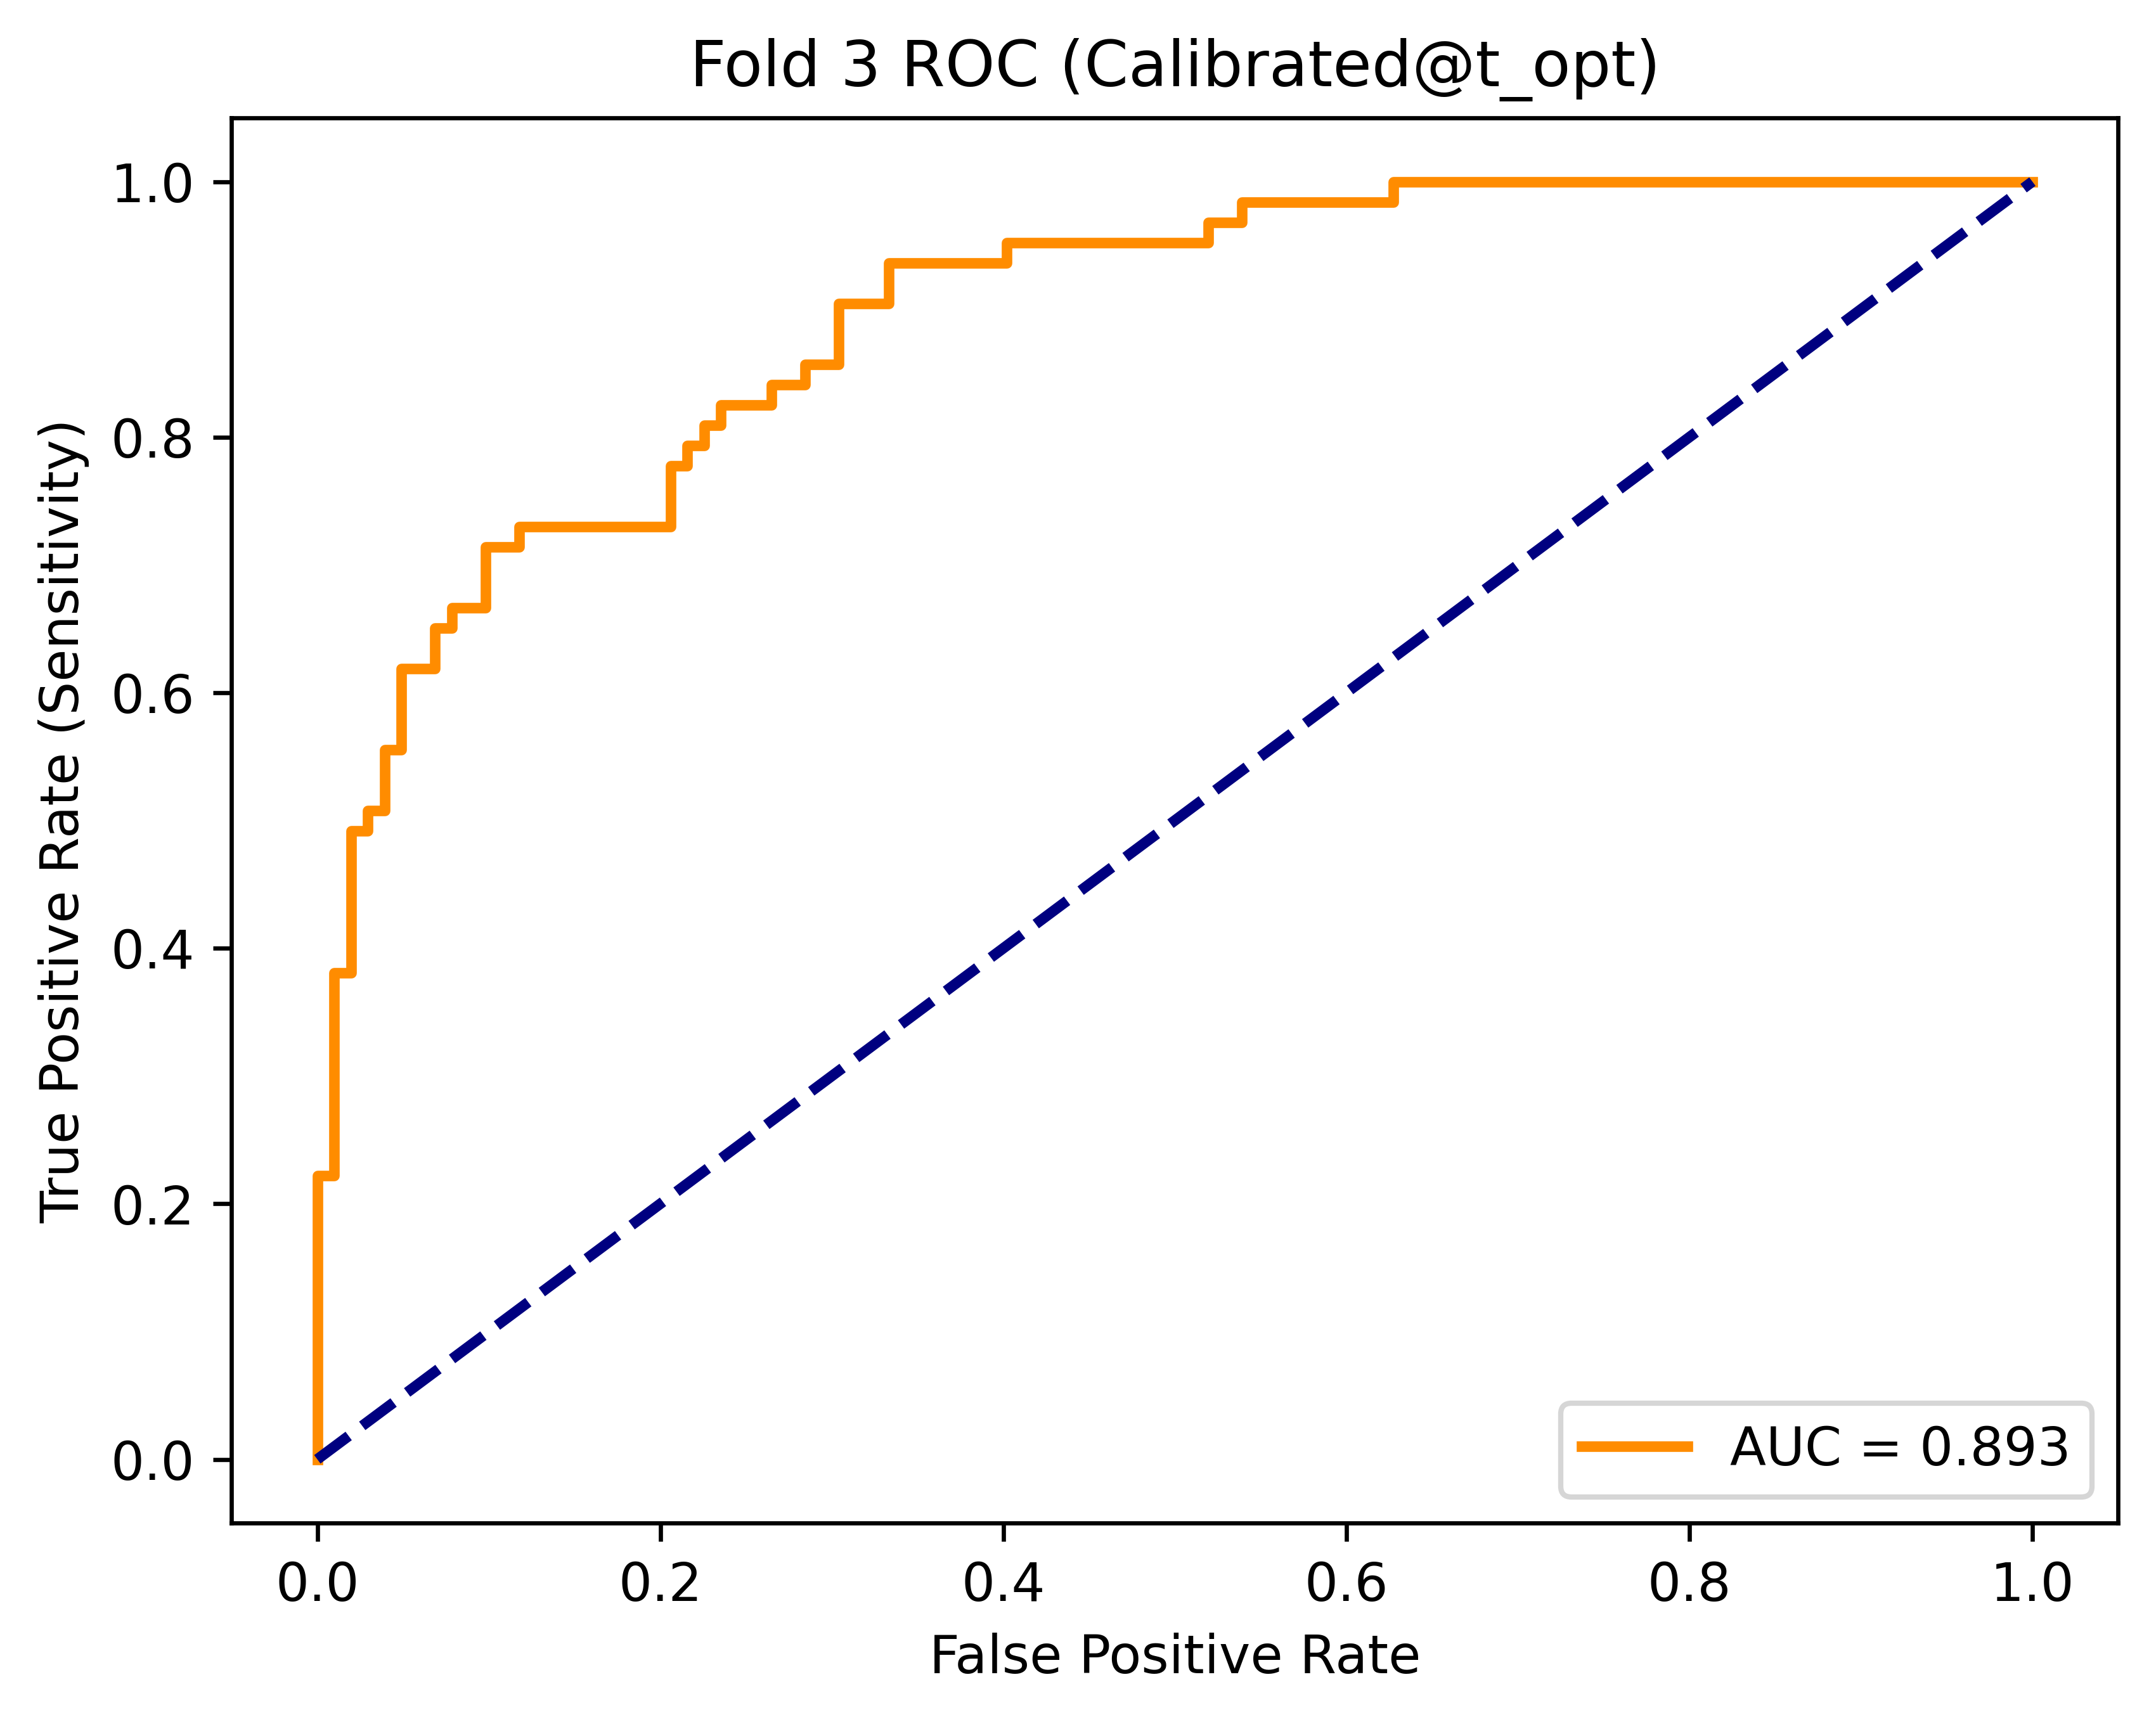 Fold 3 ROC (Calibrated@t_opt)
True Positive Rate (Sensitivity)
1.0
0.8
0.6
0.4
0.2
0.0
AUC = 0.893
0.0 0.2 0.4 0.6 0.8 1.0
False Positive Rate